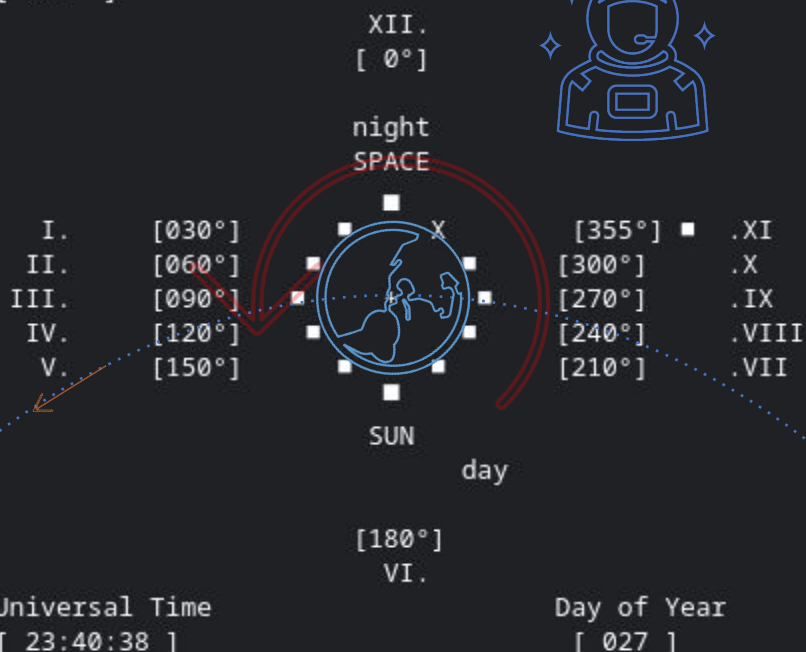 XII.
[ 0°]
night
SPACE
X
I. [030°] [355°] .XI
II. [060°] [300°] .X
III. [090°] [270°] .IX
IV. [120°] [240°] .VIII
V. [150°] [210°] .VII
SUN
day
[180°]
VI.
Universal Time Day of Year
[ 23:40:38 ] [ 027 ]